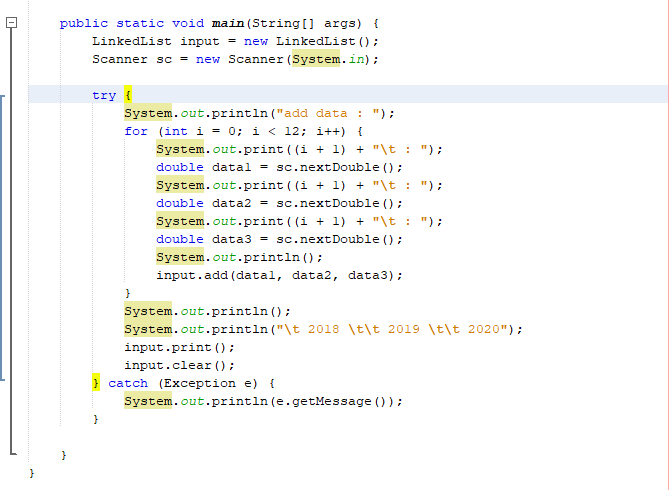 public static void main(String[] args) {
LinkedList input = new LinkedList();
Scanner sc = new Scanner(System.in);
try {
System.out.println("add data : ");
for (int i = 0; i < 12; i++) {
System.out.print((i + 1) + "\t : ");
double data1 = sc.nextDouble();
System.out.print((i + 1) + "\t : ");
double data2 = sc.nextDouble();
System.out.print((i + 1) + "\t : ");
double data3 = sc.nextDouble();
System.out.println();
input.add(data1, data2, data3);
}
System.out.println();
System.out.println("\t 2018 \t\t 2019 \t\t 2020");
input.print();
input.clear();
} catch (Exception e) {
System.out.println(e.getMessage());
}
}
}